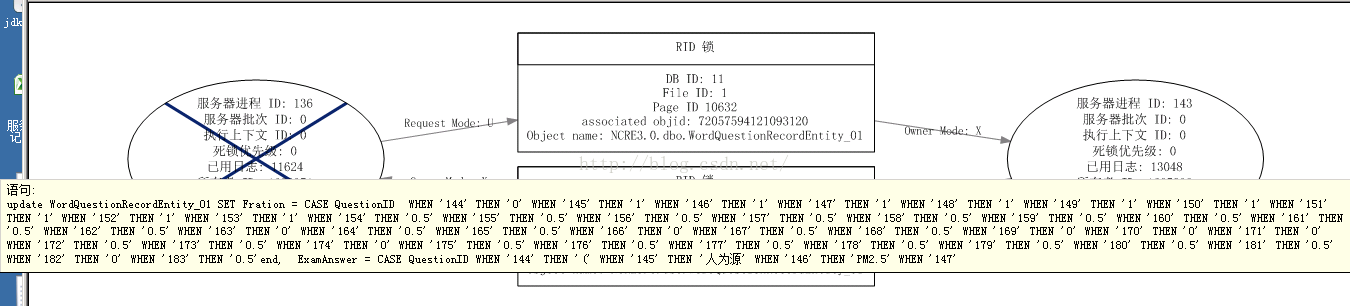 jdk
RID 锁
DB ID: 11
File ID: 1
Page ID 10632
associated objid: 72057594121093120
Object name: NCRE3.0.dbo.WordQuestionRecordEntity_01
服务器进程 ID: 136
服务器批次 ID: 0
执行上下文 ID: 0
死锁优先级: 0
已用日志: 11624
Request Mode: U
Owner Mode: X
服务器进程 ID: 143
服务器批次 ID: 0
执行上下文 ID: 0
死锁优先级: 0
已用日志: 13048
http://blog.csdn.net/
语句:
update WordQuestionRecordEntity_01 SET Fration = CASE QuestionID WHEN '144' THEN '0' WHEN '145' THEN '1' WHEN '146' THEN '1' WHEN '147' THEN '1' WHEN '148' THEN '1' WHEN '149' THEN '1' WHEN '150' THEN '1' WHEN '151'
THEN '1' WHEN '152' THEN '1' WHEN '153' THEN '1' WHEN '154' THEN '0.5' WHEN '155' THEN '0.5' WHEN '156' THEN '0.5' WHEN '157' THEN '0.5' WHEN '158' THEN '0.5' WHEN '159' THEN '0.5' WHEN '160' THEN '0.5' WHEN '161' THEN
'0.5' WHEN '162' THEN '0.5' WHEN '163' THEN '0' WHEN '164' THEN '0.5' WHEN '165' THEN '0.5' WHEN '166' THEN '0' WHEN '167' THEN '0.5' WHEN '168' THEN '0.5' WHEN '169' THEN '0' WHEN '170' THEN '0' WHEN '171' THEN '0'
WHEN '172' THEN '0.5' WHEN '173' THEN '0.5' WHEN '174' THEN '0' WHEN '175' THEN '0.5' WHEN '176' THEN '0.5' WHEN '177' THEN '0.5' WHEN '178' THEN '0.5' WHEN '179' THEN '0.5' WHEN '180' THEN '0.5' WHEN '181' THEN '0.5'
WHEN '182' THEN '0' WHEN '183' THEN '0.5'end, ExamAnswer = CASE QuestionID WHEN '144' THEN '(' WHEN '145' THEN '人为源' WHEN '146' THEN 'PM2.5' WHEN '147'